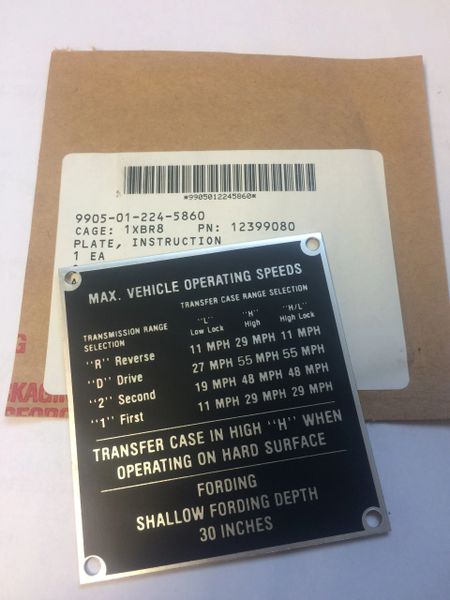 *9905012245860*
9905-01-224-5860
CAGE: 1XBR8 PN: 12399080
PLATE, INSTRUCTION
1 EA
MAX. VEHICLE OPERATING SPEEDS
TRANSFER CASE RANGE SELECTION
TRANSMISSION RANGE SELECTION
"L" Low Lock "H" High "H/L" High Lock
"R" Reverse 11 MPH 29 MPH 11 MPH
"D" Drive 27 MPH 55 MPH 55 MPH
"2" Second 19 MPH 48 MPH 48 MPH
"1" First 11 MPH 29 MPH 29 MPH
TRANSFER CASE IN HIGH "H" WHEN
OPERATING ON HARD SURFACE
FORDING
SHALLOW FORDING DEPTH
30 INCHES